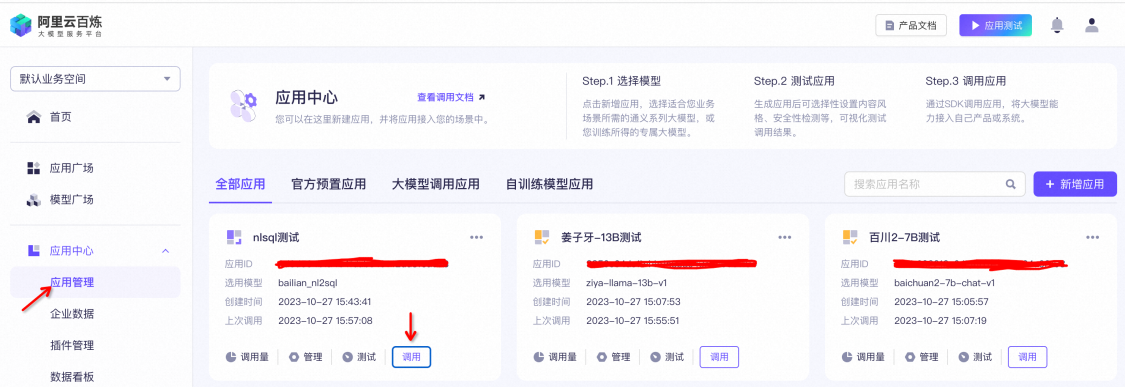 阿里云百炼
大模型服务平台
产品文档
应用测试
默认业务空间
首页
应用广场
模型广场
应用中心
应用管理
企业数据
插件管理
数据看板
应用中心
查看调用文档
您可以在这里新建应用，并将应用接入您的场景中。
Step.1 选择模型
点击新增应用，选择适合您业务
场景所需的通义系列大模型，或
您训练所得的专属大模型。
Step.2 测试应用
生成应用后可选择性设置内容风
格、安全性检测等，可视化测试
调用结果。
Step.3 调用应用
通过SDK调用应用，将大模型能
力接入自己产品或系统。
全部应用 官方预置应用 大模型调用应用 自训练模型应用
搜索应用名称
+ 新增应用
nlsql测试
应用ID
选用模型 bailian_nl2sql
创建时间 2023-10-27 15:43:41
上次调用 2023-10-27 15:57:08
调用量 管理 测试 调用
姜子牙-13B测试
应用ID
选用模型 ziya-llama-13b-v1
创建时间 2023-10-27 15:07:53
上次调用 2023-10-27 15:55:51
调用量 管理 测试 调用
百川2-7B测试
应用ID
选用模型 baichuan2-7b-chat-v1
创建时间 2023-10-27 15:05:57
上次调用 2023-10-27 15:07:19
调用量 管理 测试 调用